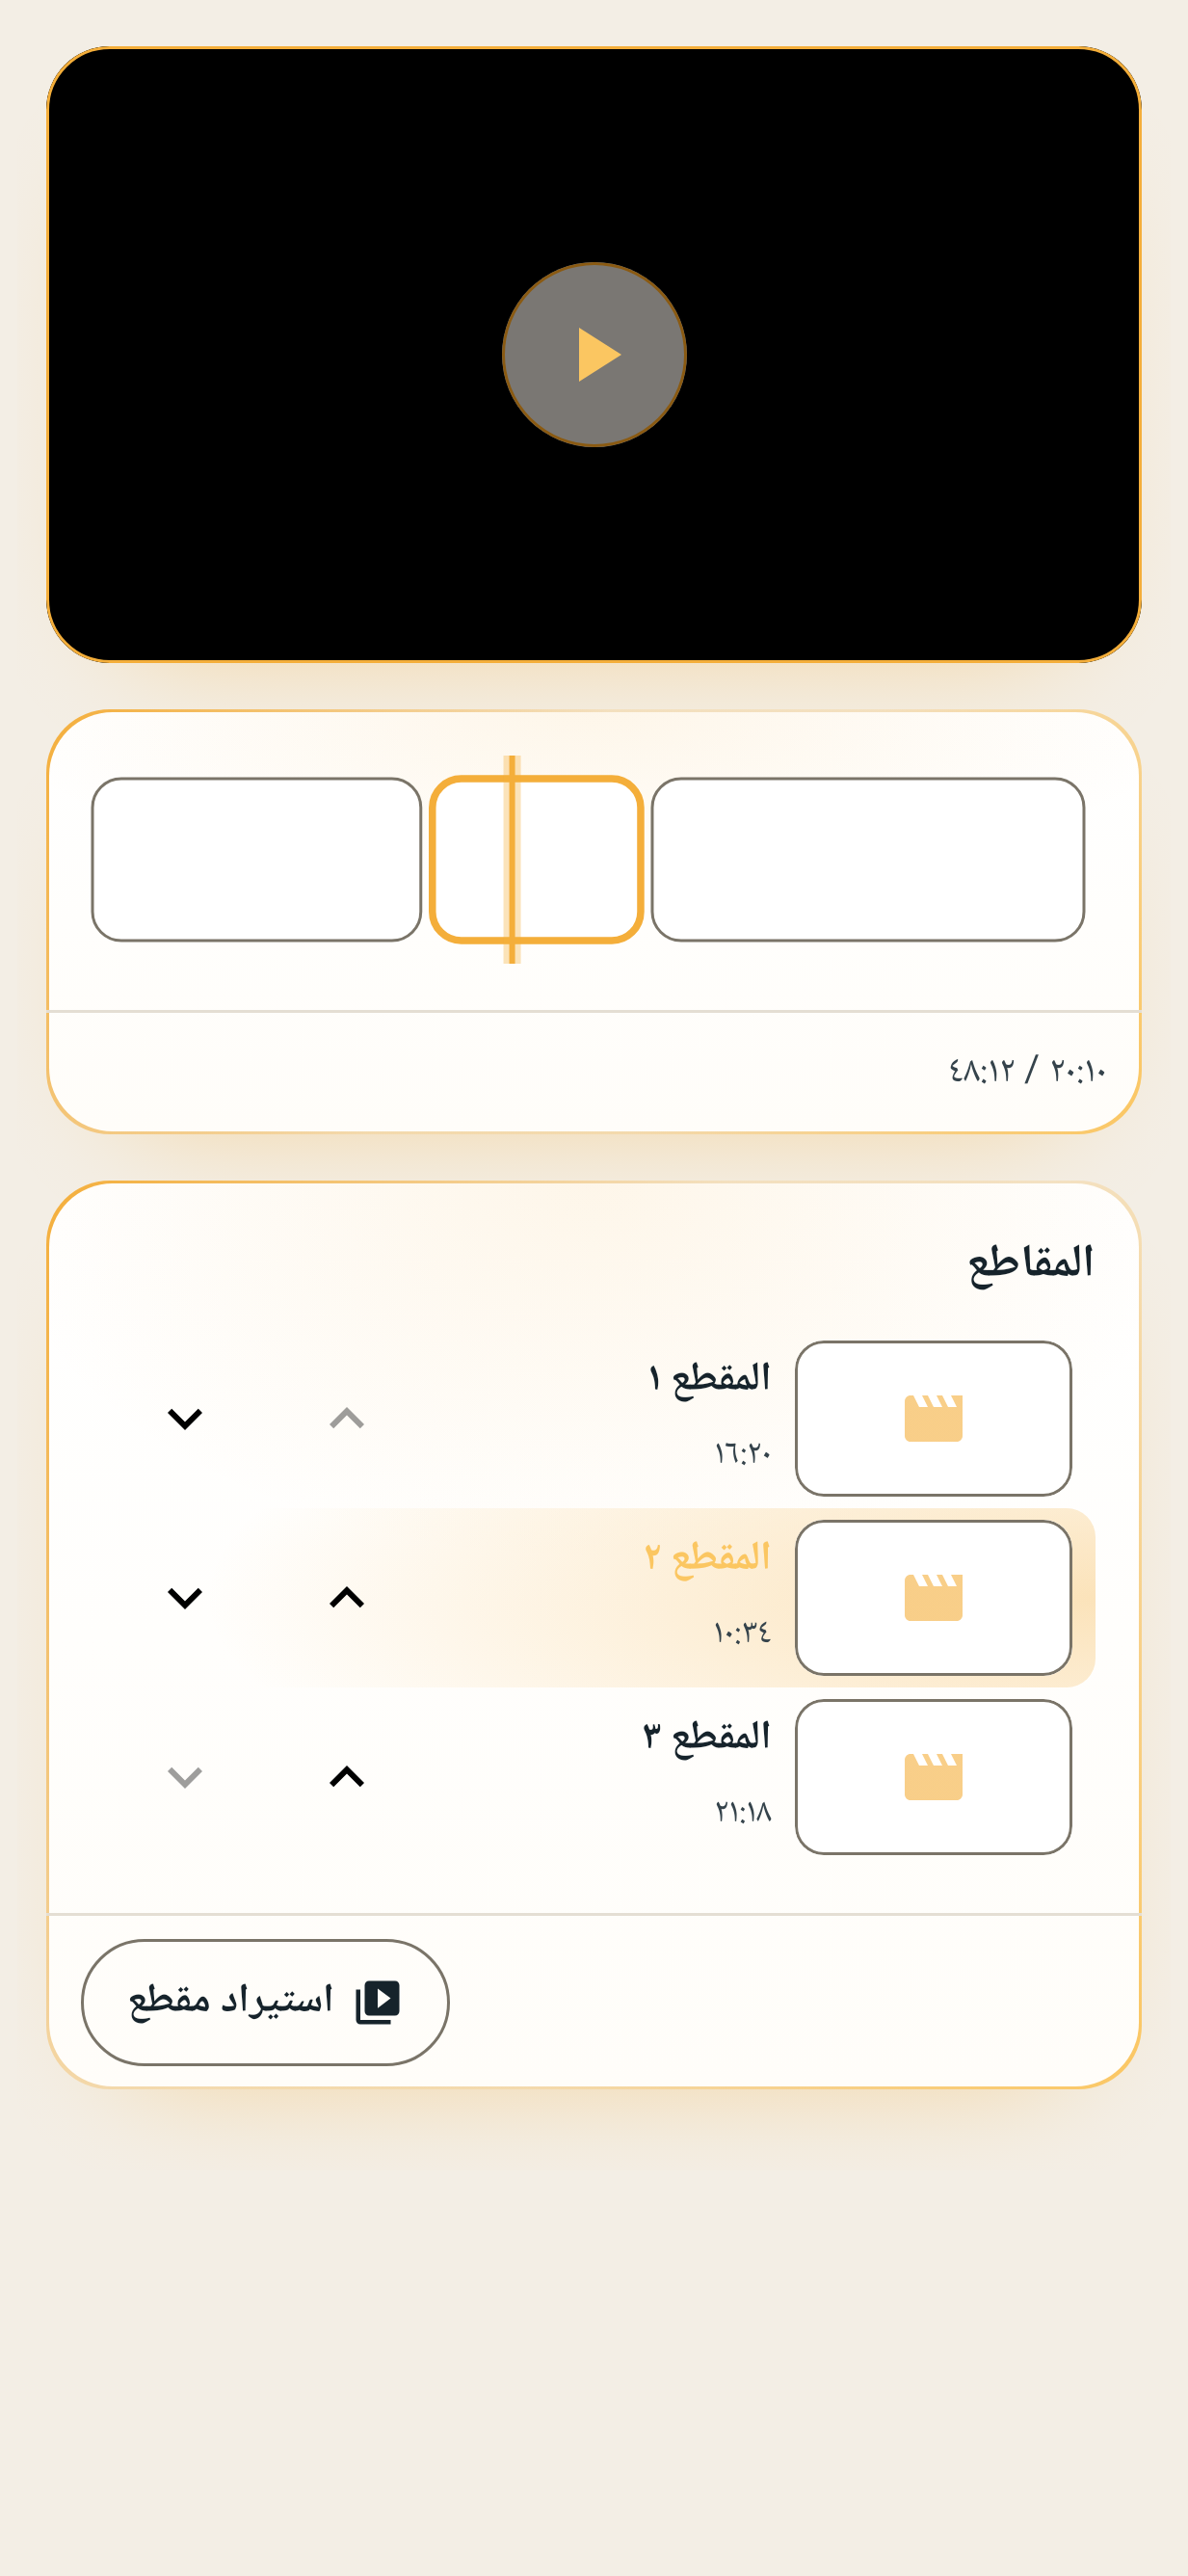 ٢٠:١٠ / ٤٨:١٢
المقاطع
المقطع ١
١٦:٢٠
المقطع ٢
١٠:٣٤
المقطع ٣
٢١:١٨
استيراد مقطع